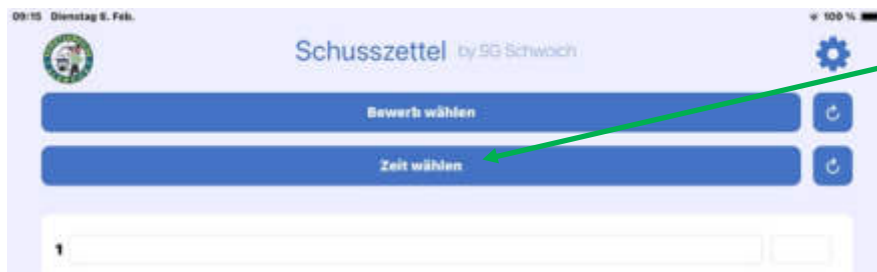 09:15 Dienstag 6. Feb. 100 %
Schusszettel by SG Schwoich
Bewerb wählen
Zeit wählen
1